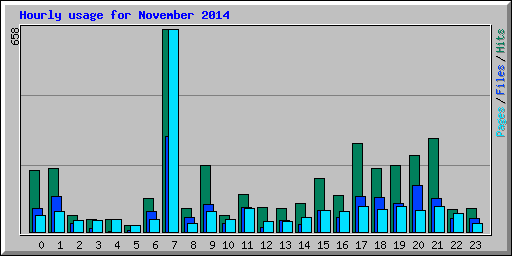 Hourly usage for November 2014
658
Pages/Files/Hits
0 1 2 3 4 5 6 7 8 9 10 11 12 13 14 15 16 17 18 19 20 21 22 23